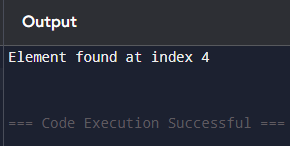 Output
Element found at index 4
=== Code Execution Successful ===